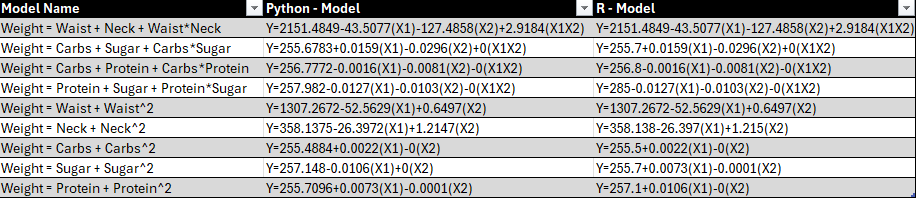 Model Name Python - Model R - Model
Weight = Waist + Neck + Waist*Neck Y=2151.4849-43.5077(X1)-127.4858(X2)+2.9184(X1X2) Y=2151.4849-43.5077(X1)-127.4858(X2)+2.9184(X1X2)
Weight = Carbs + Sugar + Carbs*Sugar Y=255.6783+0.0159(X1)-0.0296(X2)+0(X1X2) Y=255.7+0.0159(X1)-0.0296(X2)+0(X1X2)
Weight = Carbs + Protein + Carbs*Protein Y=256.7772-0.0016(X1)-0.0081(X2)-0(X1X2) Y=256.8-0.0016(X1)-0.0081(X2)-0(X1X2)
Weight = Protein + Sugar + Protein*Sugar Y=257.982-0.0127(X1)-0.0103(X2)-0(X1X2) Y=285-0.0127(X1)-0.0103(X2)-0(X1X2)
Weight = Waist + Waist^2 Y=1307.2672-52.5629(X1)+0.6497(X2) Y=1307.2672-52.5629(X1)+0.6497(X2)
Weight = Neck + Neck^2 Y=358.1375-26.3972(X1)+1.2147(X2) Y=358.138-26.397(X1)+1.215(X2)
Weight = Carbs + Carbs^2 Y=255.4884+0.0022(X1)-0(X2) Y=255.5+0.0022(X1)-0(X2)
Weight = Sugar + Sugar^2 Y=257.148-0.0106(X1)+0(X2) Y=255.7+0.0073(X1)-0.0001(X2)
Weight = Protein + Protein^2 Y=255.7096+0.0073(X1)-0.0001(X2) Y=257.1+0.0106(X1)-0(X2)